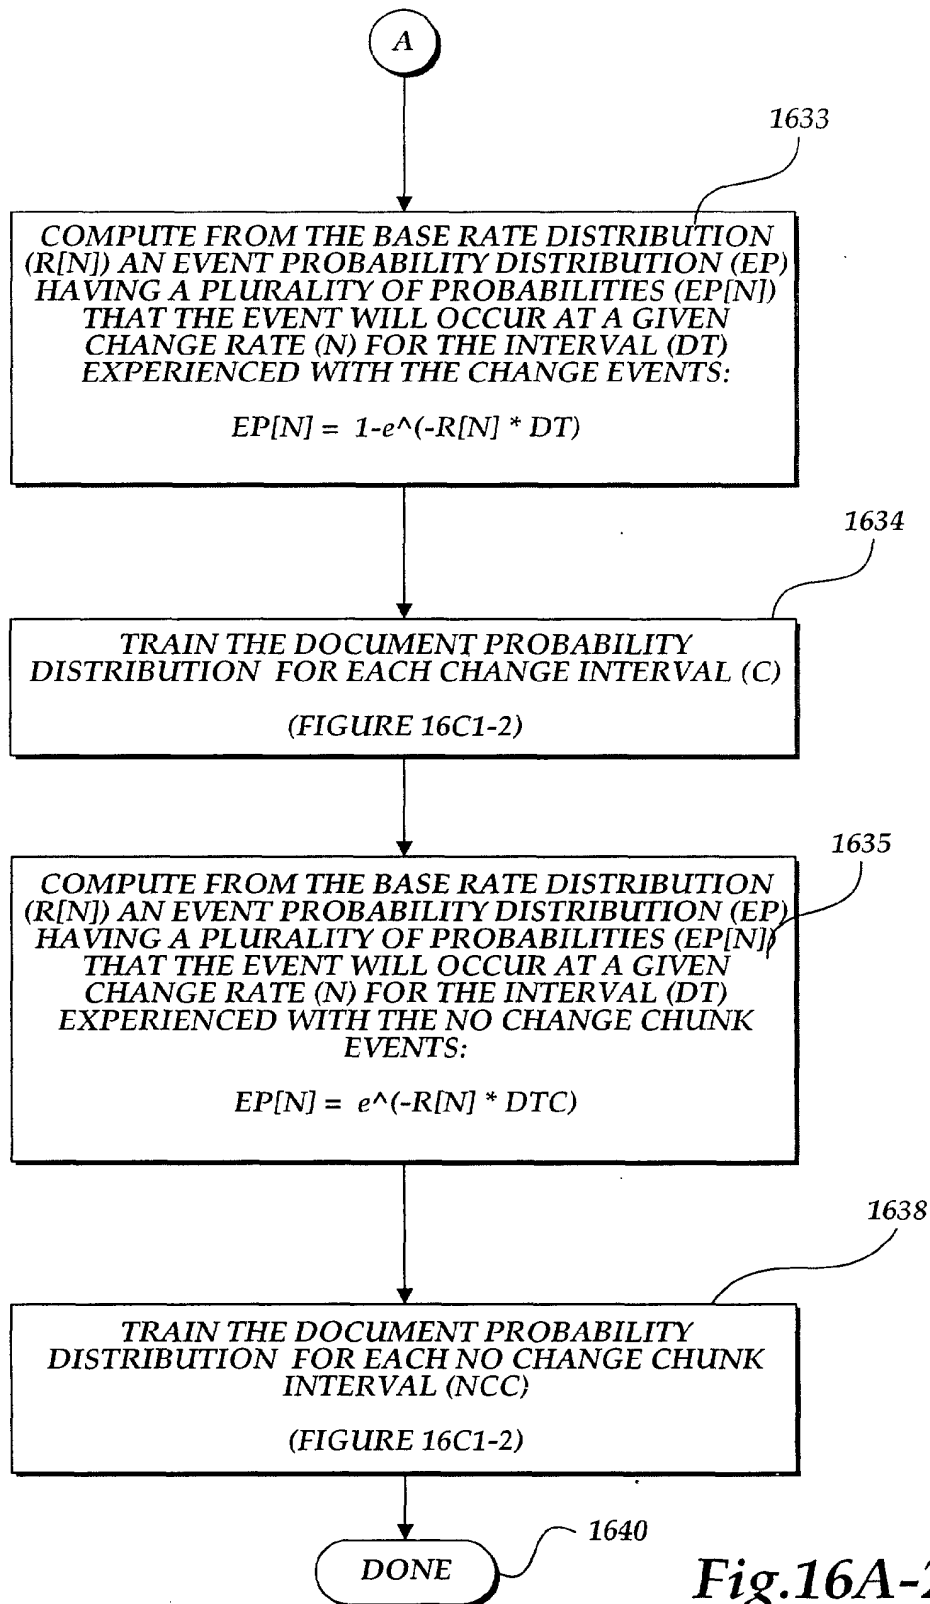 A
1633
COMPUTE FROM THE BASE RATE DISTRIBUTION
(R[N]) AN EVENT PROBABILITY DISTRIBUTION (EP)
HAVING A PLURALITY OF PROBABILITIES (EP[N])
THAT THE EVENT WILL OCCUR AT A GIVEN
CHANGE RATE (N) FOR THE INTERVAL (DT)
EXPERIENCED WITH THE CHANGE EVENTS:
EP[N] = 1-e^(-R[N] * DT)
1634
TRAIN THE DOCUMENT PROBABILITY
DISTRIBUTION FOR EACH CHANGE INTERVAL (C)
(FIGURE 16C1-2)
1635
COMPUTE FROM THE BASE RATE DISTRIBUTION
(R[N]) AN EVENT PROBABILITY DISTRIBUTION (EP)
HAVING A PLURALITY OF PROBABILITIES (EP[N])
THAT THE EVENT WILL OCCUR AT A GIVEN
CHANGE RATE (N) FOR THE INTERVAL (DT)
EXPERIENCED WITH THE NO CHANGE CHUNK
EVENTS:
EP[N] = e^(-R[N] * DTC)
1638
TRAIN THE DOCUMENT PROBABILITY
DISTRIBUTION FOR EACH NO CHANGE CHUNK
INTERVAL (NCC)
(FIGURE 16C1-2)
1640
DONE
Fig.16A-2